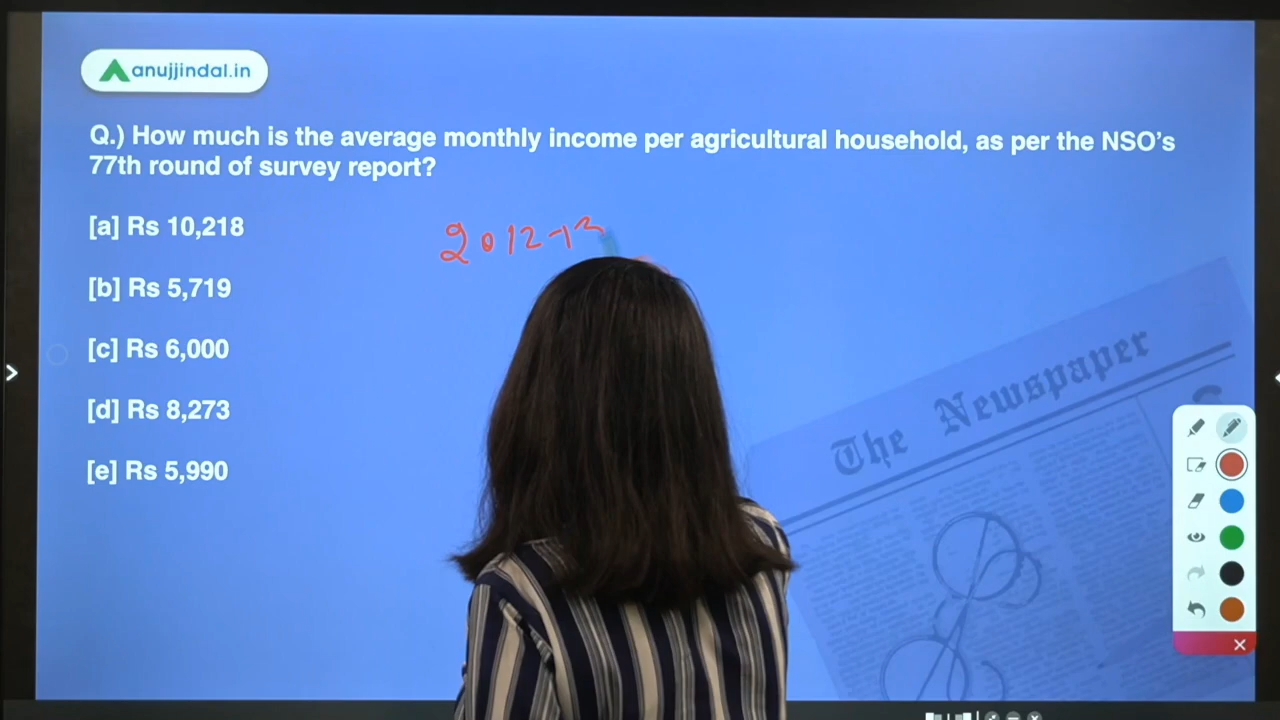 anujjindal.in
Q.) How much is the average monthly income per agricultural household, as per the NSO's
77th round of survey report?
[a] Rs 10,218
2012-13
[b] Rs 5,719
[c] Rs 6,000
[d] Rs 8,273
[e] Rs 5,990
The Newspaper